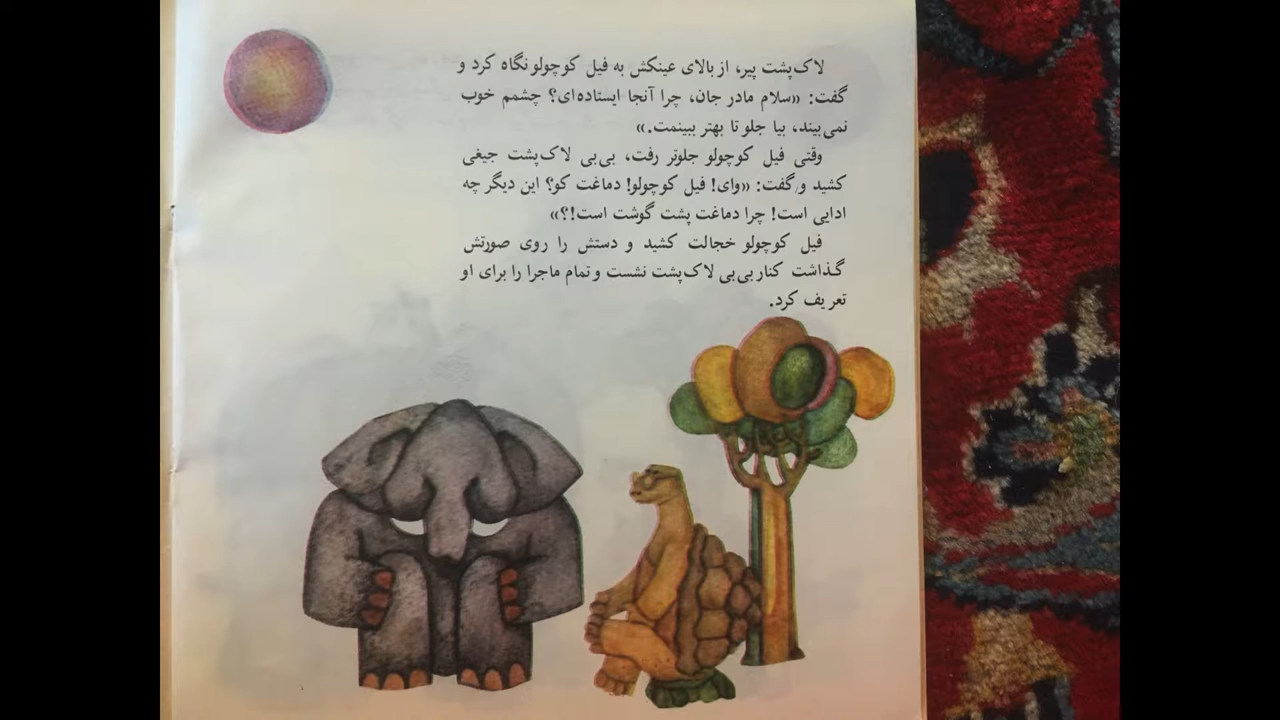 لاک‌پشت پیر، از بالای عینکش به فیل کوچولو نگاه کرد و
گفت: «سلام مادر جان، چرا آنجا ایستاده‌ای؟ چشمم خوب
نمی‌بیند، بیا جلو تا بهتر ببینمت.»
وقتی فیل کوچولو جلوتر رفت، بی‌بی لاک‌پشت جیغی
کشید و گفت: «وای! فیل کوچولو! دماغت کو؟ این دیگر چه
ادایی است! چرا دماغت پشت گوشت است!؟»
فیل کوچولو خجالت کشید و دستش را روی صورتش
گذاشت کنار بی‌بی لاک‌پشت نشست و تمام ماجرا را برای او
تعریف کرد.